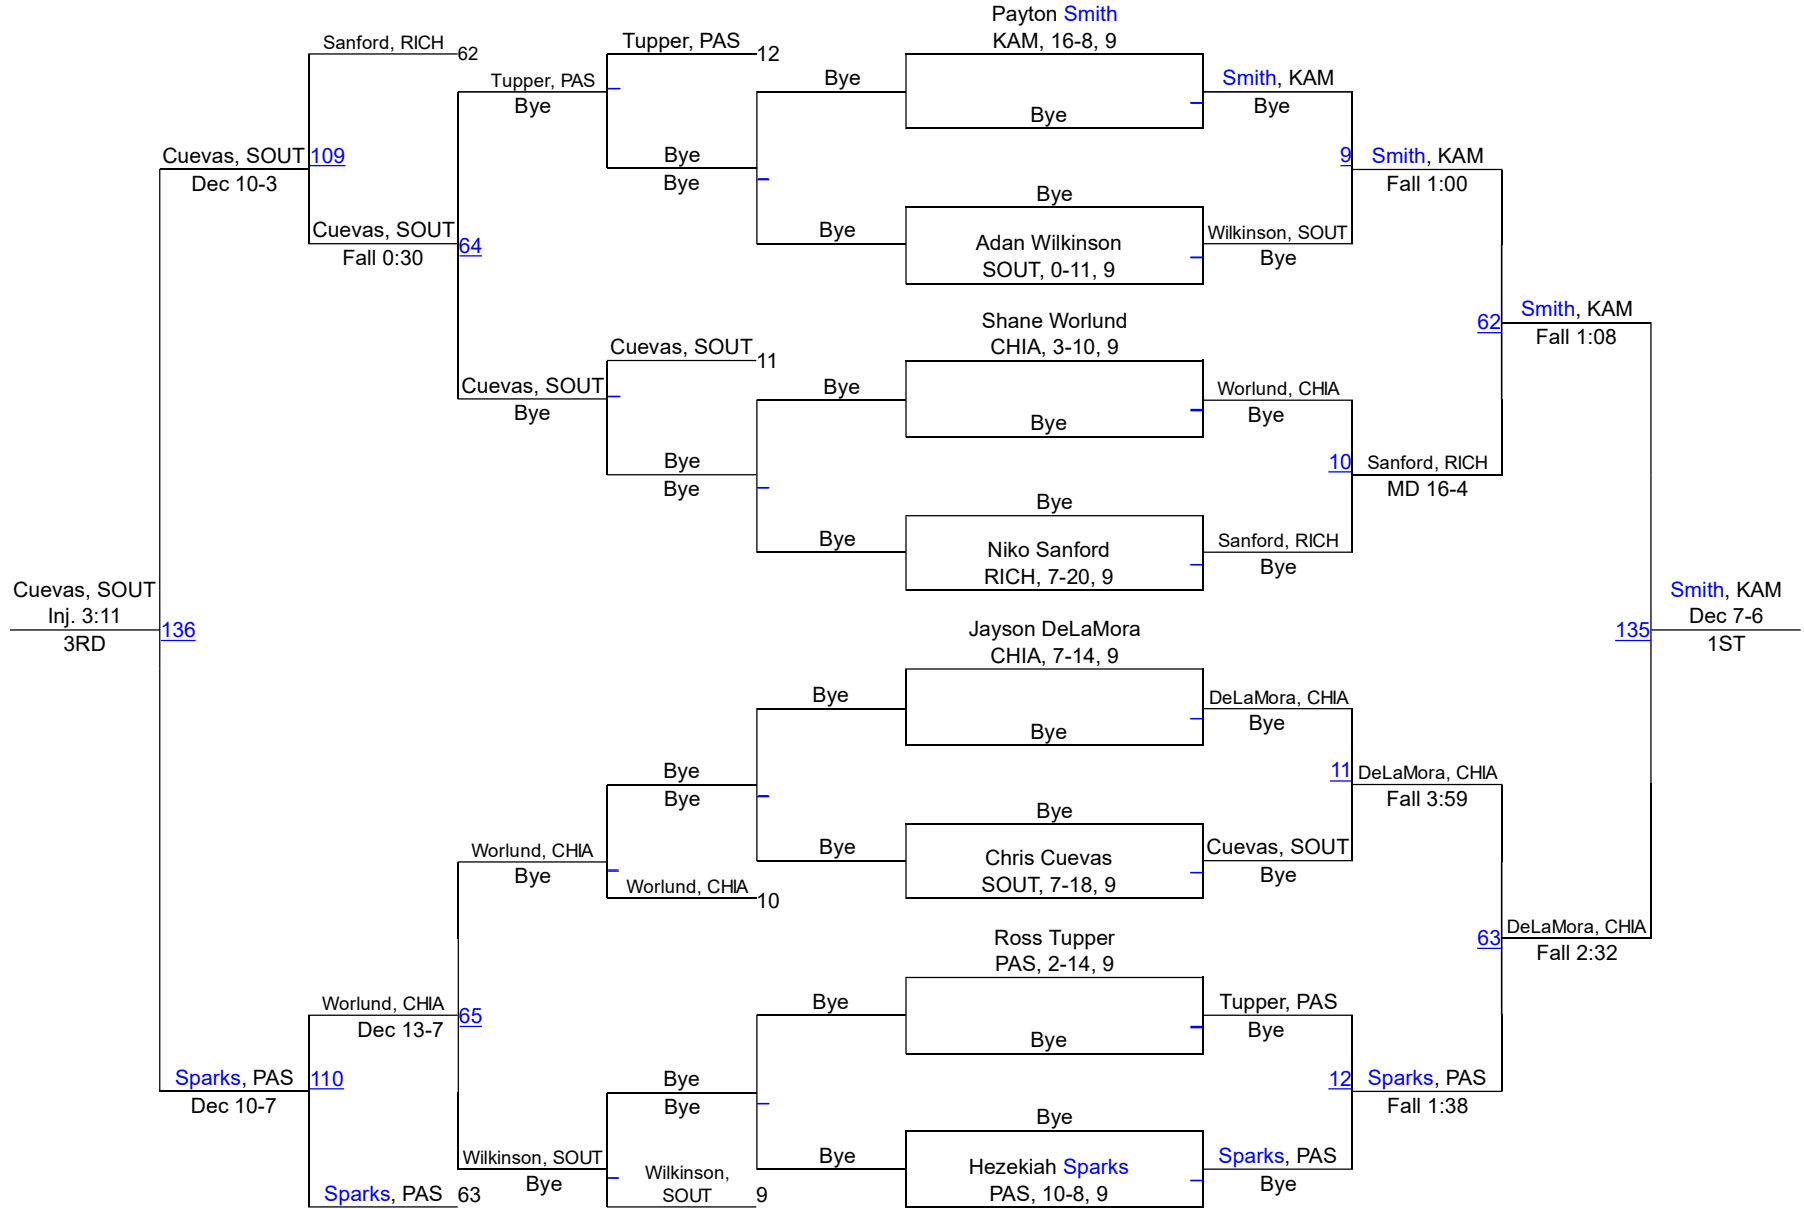 Payton Smith
KAM, 16-8, 9
Sanford, RICH
62
Tupper, PAS
12
Tupper, PAS
Bye
Bye
Smith, KAM
Bye
Bye
Cuevas, SOUT
109
Dec 10-3
Bye
Bye
9
Smith, KAM
Fall 1:00
Bye
Cuevas, SOUT
64
Fall 0:30
Bye
Adan Wilkinson
SOUT, 0-11, 9
Wilkinson, SOUT
Bye
Shane Worlund
CHIA, 3-10, 9
62
Smith, KAM
Fall 1:08
Cuevas, SOUT
11
Cuevas, SOUT
Bye
Bye
Worlund, CHIA
Bye
Bye
Bye
Bye
10
Sanford, RICH
MD 16-4
Bye
Bye
Niko Sanford
RICH, 7-20, 9
Sanford, RICH
Bye
Cuevas, SOUT
Inj. 3:11
3RD
136
Smith, KAM
Dec 7-6
1ST
135
Jayson DeLaMora
CHIA, 7-14, 9
Bye
DeLaMora, CHIA
Bye
Bye
Bye
Bye
11
DeLaMora, CHIA
Fall 3:59
Bye
Bye
Chris Cuevas
SOUT, 7-18, 9
Cuevas, SOUT
Bye
Worlund, CHIA
Bye
Worlund, CHIA
10
Ross Tupper
PAS, 2-14, 9
63
DeLaMora, CHIA
Fall 2:32
Worlund, CHIA
65
Dec 13-7
Bye
Tupper, PAS
Bye
Bye
Sparks, PAS
110
Dec 10-7
Bye
Bye
12
Sparks, PAS
Fall 1:38
Bye
Wilkinson, SOUT
Bye
Bye
Hezekiah Sparks
PAS, 10-8, 9
Sparks, PAS
Bye
Sparks, PAS
63
Wilkinson,
SOUT
9